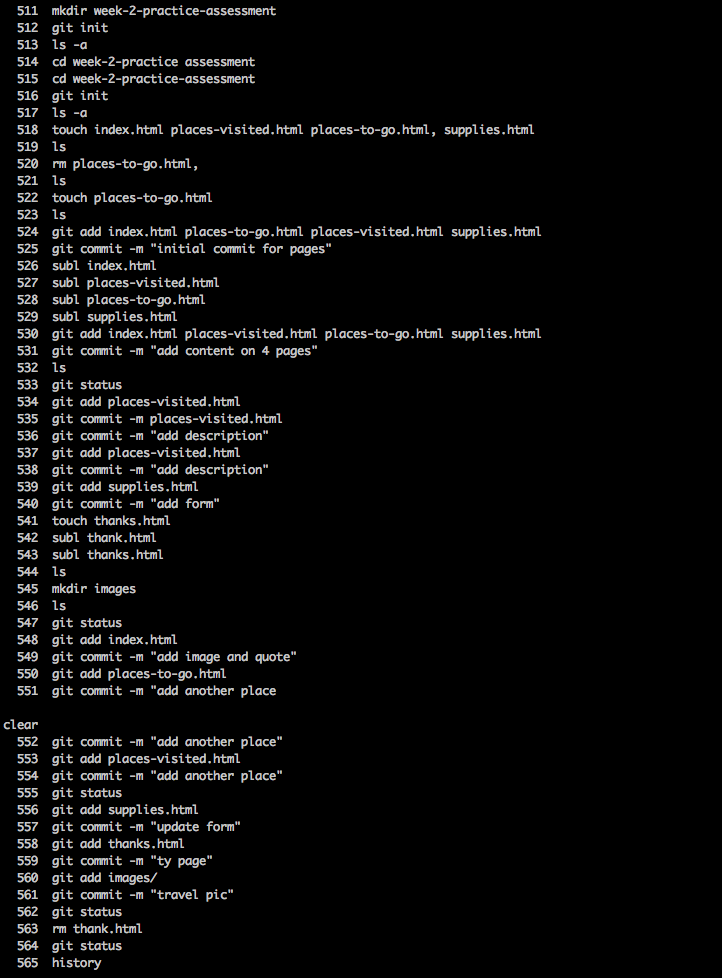 511 mkdir week-2-practice-assessment
512 git init
513 ls -a
514 cd week-2-practice assessment
515 cd week-2-practice-assessment
516 git init
517 ls -a
518 touch index.html places-visited.html places-to-go.html, supplies.html
519 ls
520 rm places-to-go.html,
521 ls
522 touch places-to-go.html
523 ls
524 git add index.html places-to-go.html places-visited.html supplies.html
525 git commit -m "initial commit for pages"
526 subl index.html
527 subl places-visited.html
528 subl places-to-go.html
529 subl supplies.html
530 git add index.html places-visited.html places-to-go.html supplies.html
531 git commit -m "add content on 4 pages"
532 ls
533 git status
534 git add places-visited.html
535 git commit -m places-visited.html
536 git commit -m "add description"
537 git add places-visited.html
538 git commit -m "add description"
539 git add supplies.html
540 git commit -m "add form"
541 touch thanks.html
542 subl thank.html
543 subl thanks.html
544 ls
545 mkdir images
546 ls
547 git status
548 git add index.html
549 git commit -m "add image and quote"
550 git add places-to-go.html
551 git commit -m "add another place
clear
552 git commit -m "add another place"
553 git add places-visited.html
554 git commit -m "add another place"
555 git status
556 git add supplies.html
557 git commit -m "update form"
558 git add thanks.html
559 git commit -m "ty page"
560 git add images/
561 git commit -m "travel pic"
562 git status
563 rm thank.html
564 git status
565 history